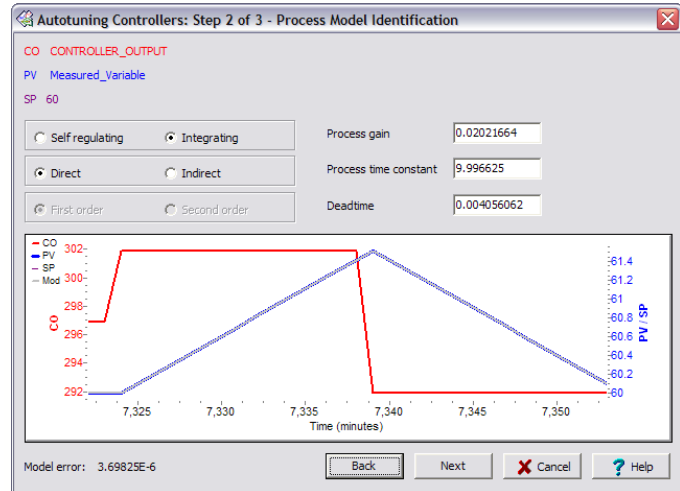 Autotuning Controllers: Step 2 of 3 - Process Model Identification
CO CONTROLLER_OUTPUT
PV Measured_Variable
SP 60
Self regulating Integrating
Process gain 0.02021664
Direct Indirect
Process time constant 9.996625
First order Second order
Deadtime 0.004056062
CO
PV
SP
Mod
302
300
298
296
294
292
CO
61.4
61.2
61
60.8
60.6
60.4
60.2
60
PV / SP
7,325 7,330 7,335 7,340 7,345 7,350
Time (minutes)
Model error: 3.69825E-6
Back Next Cancel ? Help